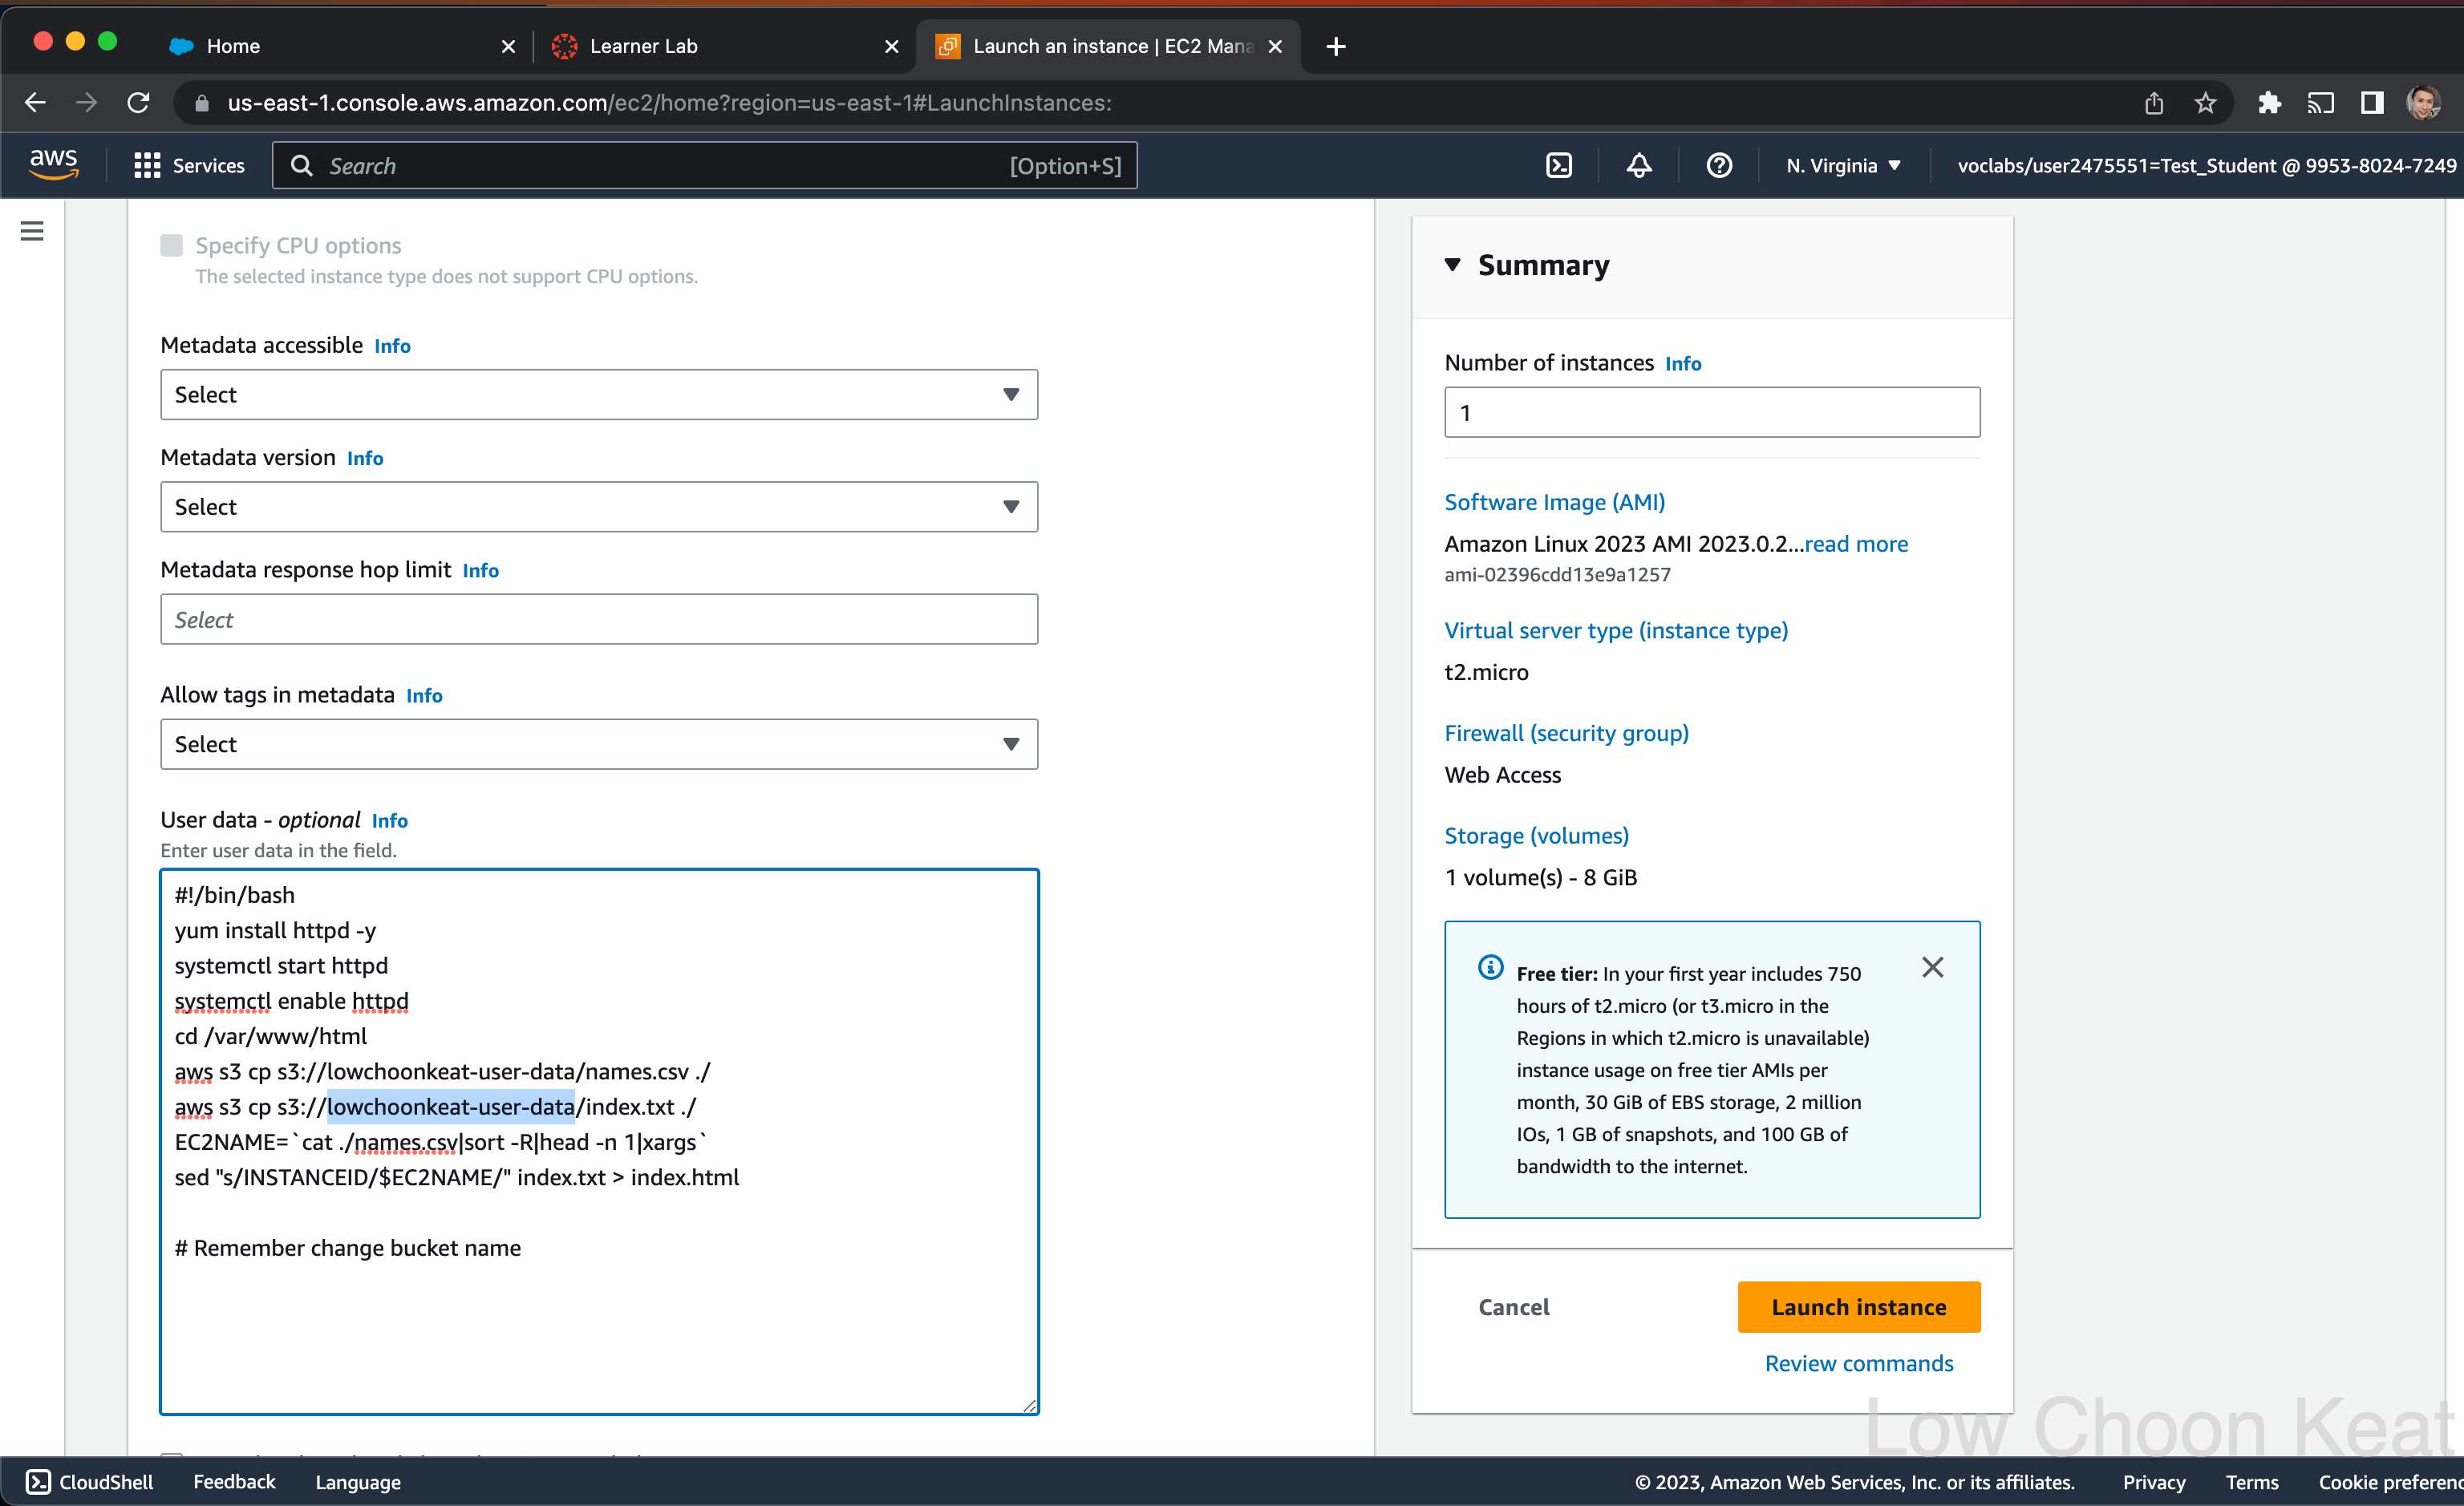 Home
Learner Lab
Launch an instance | EC2 Mana
us-east-1.console.aws.amazon.com/ec2/home?region=us-east-1#LaunchInstances:
aws
Services
Search
[Option+S]
N. Virginia
voclabs/user2475551=Test_Student @ 9953-8024-7249
Specify CPU options
The selected instance type does not support CPU options.
Metadata accessible Info
Select
Metadata version Info
Select
Metadata response hop limit Info
Select
Allow tags in metadata Info
Select
User data - optional Info
Enter user data in the field.
#!/bin/bash
yum install httpd -y
systemctl start httpd
systemctl enable httpd
cd /var/www/html
aws s3 cp s3://lowchoonkeat-user-data/names.csv ./
aws s3 cp s3://lowchoonkeat-user-data/index.txt ./
EC2NAME=`cat ./names.csv|sort -R|head -n 1|xargs`
sed "s/INSTANCEID/$EC2NAME/" index.txt > index.html
# Remember change bucket name
Summary
Number of instances Info
1
Software Image (AMI)
Amazon Linux 2023 AMI 2023.0.2...read more
ami-02396cdd13e9a1257
Virtual server type (instance type)
t2.micro
Firewall (security group)
Web Access
Storage (volumes)
1 volume(s) - 8 GiB
Free tier: In your first year includes 750
hours of t2.micro (or t3.micro in the
Regions in which t2.micro is unavailable)
instance usage on free tier AMIs per
month, 30 GiB of EBS storage, 2 million
IOs, 1 GB of snapshots, and 100 GB of
bandwidth to the internet.
Cancel
Launch instance
Review commands
Low Choon Keat
CloudShell
Feedback
Language
© 2023, Amazon Web Services, Inc. or its affiliates.
Privacy
Terms
Cookie preferenc